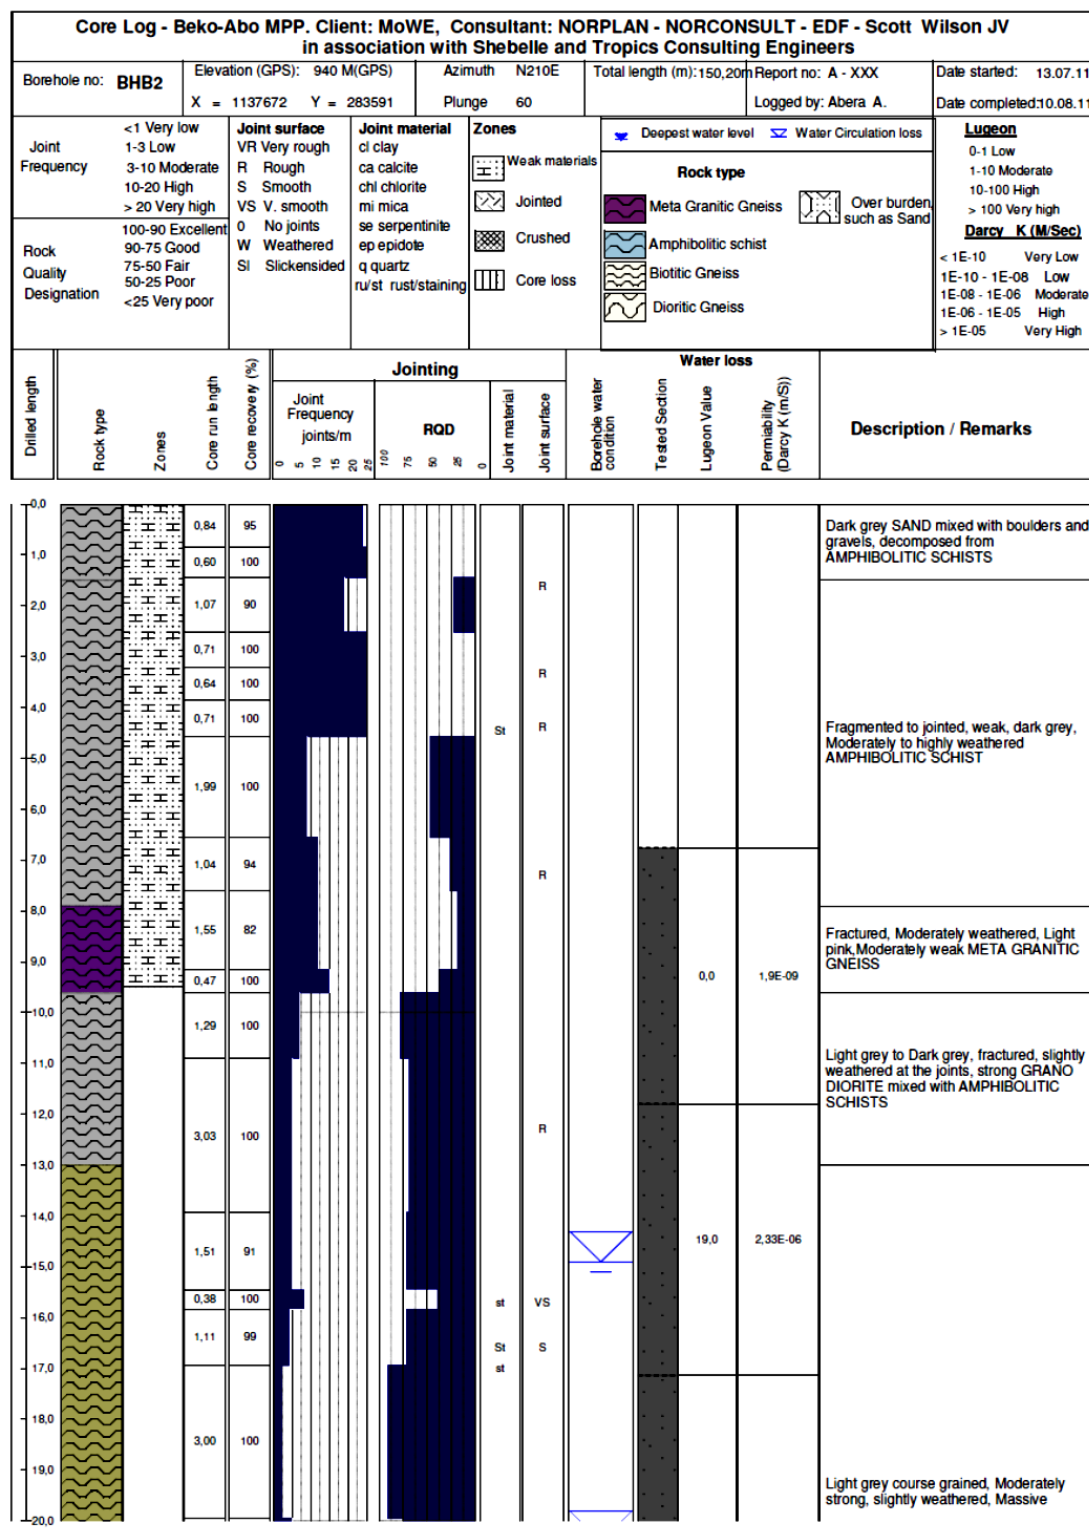 Core Log - Beko-Abo MPP. Client: MoWE, Consultant: NORPLAN - NORCONSULT - EDF - Scott Wilson JV
in association with Shebelle and Tropics Consulting Engineers
Borehole no: BHB2
Elevation (GPS): 940 M(GPS)
X = 1137672 Y = 283591
Azimuth N210E
Plunge 60
Total length (m): 150,20m
Report no: A - XXX
Logged by: Abera A.
Date started: 13.07.11
Date completed:10.08.11
Joint
Frequency
<1 Very low
1-3 Low
3-10 Moderate
10-20 High
> 20 Very high
Rock
Quality
Designation
100-90 Excellent
90-75 Good
75-50 Fair
50-25 Poor
<25 Very poor
Joint surface
VR Very rough
R Rough
S Smooth
VS V. smooth
0 No joints
W Weathered
Sl Slickensided
Joint material
cl clay
ca calcite
chl chlorite
mi mica
se serpentinite
ep epidote
q quartz
ru/st rust/staining
Zones
Weak materials
Jointed
Crushed
Core loss
Deepest water level
Water Circulation loss
Rock type
Meta Granitic Gneiss
Over burden,
such as Sand
Amphibolitic schist
Biotitic Gneiss
Dioritic Gneiss
Lugeon
0-1 Low
1-10 Moderate
10-100 High
> 100 Very high
Darcy K (M/Sec)
< 1E-10 Very Low
1E-10 - 1E-08 Low
1E-08 - 1E-06 Moderate
1E-06 - 1E-05 High
> 1E-05 Very High
Drilled length
Rock type
Zones
Core run length
Core recovery (%)
Jointing
Joint
Frequency
joints/m
0 5 10 15 20 25
RQD
100 75 50 25 0
Joint material
Joint surface
Water loss
Borehole water
condition
Tested Section
Lugeon Value
Permiability
(Darcy K (m/S))
Description / Remarks
0,0
0,84 95
Dark grey SAND mixed with boulders and
gravels, decomposed from
AMPHIBOLITIC SCHISTS
1,0
0,60 100
R
2,0
1,07 90
3,0
0,71 100
R
0,64 100
4,0
0,71 100
St R
Fragmented to jointed, weak, dark grey,
Moderately to highly weathered
AMPHIBOLITIC SCHIST
5,0
1,99 100
6,0
7,0
1,04 94
R
8,0
1,55 82
Fractured, Moderately weathered, Light
pink,Moderately weak META GRANITIC
GNEISS
9,0
0,47 100
0,0 1,9E-09
10,0
1,29 100
11,0
Light grey to Dark grey, fractured, slightly
weathered at the joints, strong GRANO
DIORITE mixed with AMPHIBOLITIC
SCHISTS
12,0
3,03 100
R
13,0
14,0
1,51 91
19,0 2,33E-06
15,0
0,38 100
st VS
16,0
1,11 99
St S
17,0
st
18,0
3,00 100
19,0
Light grey course grained, Moderately
strong, slightly weathered, Massive
20,0